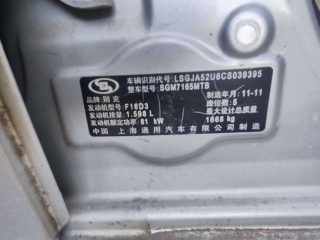 车辆识别代号: LSGJA52U6CS039395
整车型号: SGM7165MTB
品牌: 别克 制造年月: 11-11
发动机型号: F16D3 座位数: 5
发动机排量: 1.598 L 最大设计总质量
发动机额定功率: 81 kW 1668 kg
中国 上海通用汽车有限公司制造